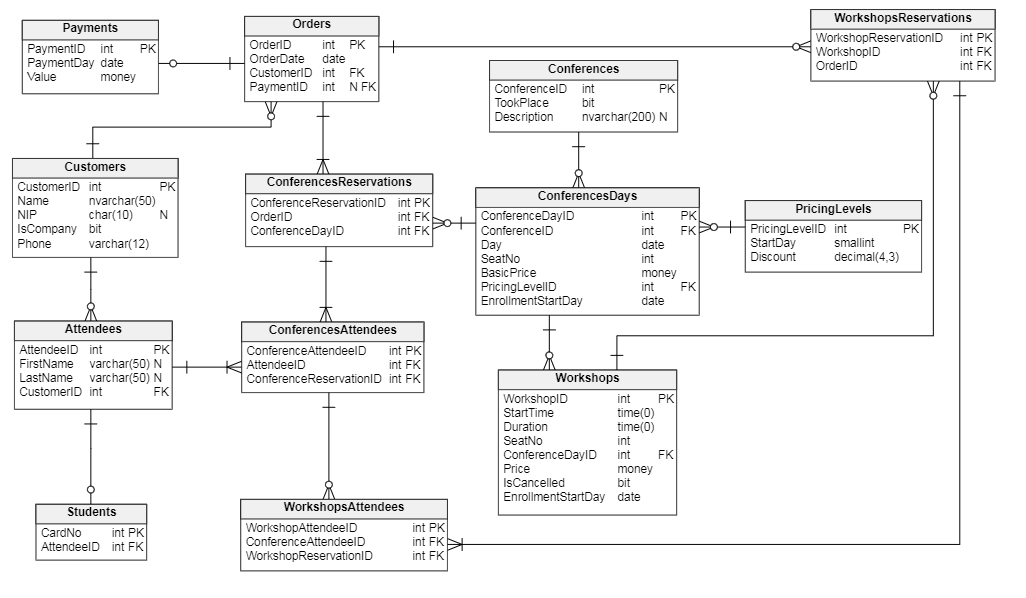 Payments
PaymentID int PK
PaymentDay date
Value money
Orders
OrderID int PK
OrderDate date
CustomerID int FK
PaymentID int N FK
WorkshopsReservations
WorkshopReservationID int PK
WorkshopID int FK
OrderID int FK
Conferences
ConferenceID int PK
TookPlace bit
Description nvarchar(200) N
Customers
CustomerID int PK
Name nvarchar(50)
NIP char(10) N
IsCompany bit
Phone varchar(12)
ConferencesReservations
ConferenceReservationID int PK
OrderID int FK
ConferenceDayID int FK
ConferencesDays
ConferenceDayID int PK
ConferenceID int FK
Day date
SeatNo int
BasicPrice money
PricingLevelID int FK
EnrollmentStartDay date
PricingLevels
PricingLevelID int PK
StartDay smallint
Discount decimal(4,3)
Attendees
AttendeeID int PK
FirstName varchar(50) N
LastName varchar(50) N
CustomerID int FK
ConferencesAttendees
ConferenceAttendeeID int PK
AttendeeID int FK
ConferenceReservationID int FK
Workshops
WorkshopID int PK
StartTime time(0)
Duration time(0)
SeatNo int
ConferenceDayID int FK
Price money
IsCancelled bit
EnrollmentStartDay date
Students
CardNo int PK
AttendeeID int FK
WorkshopsAttendees
WorkshopAttendeeID int PK
ConferenceAttendeeID int FK
WorkshopReservationID int FK